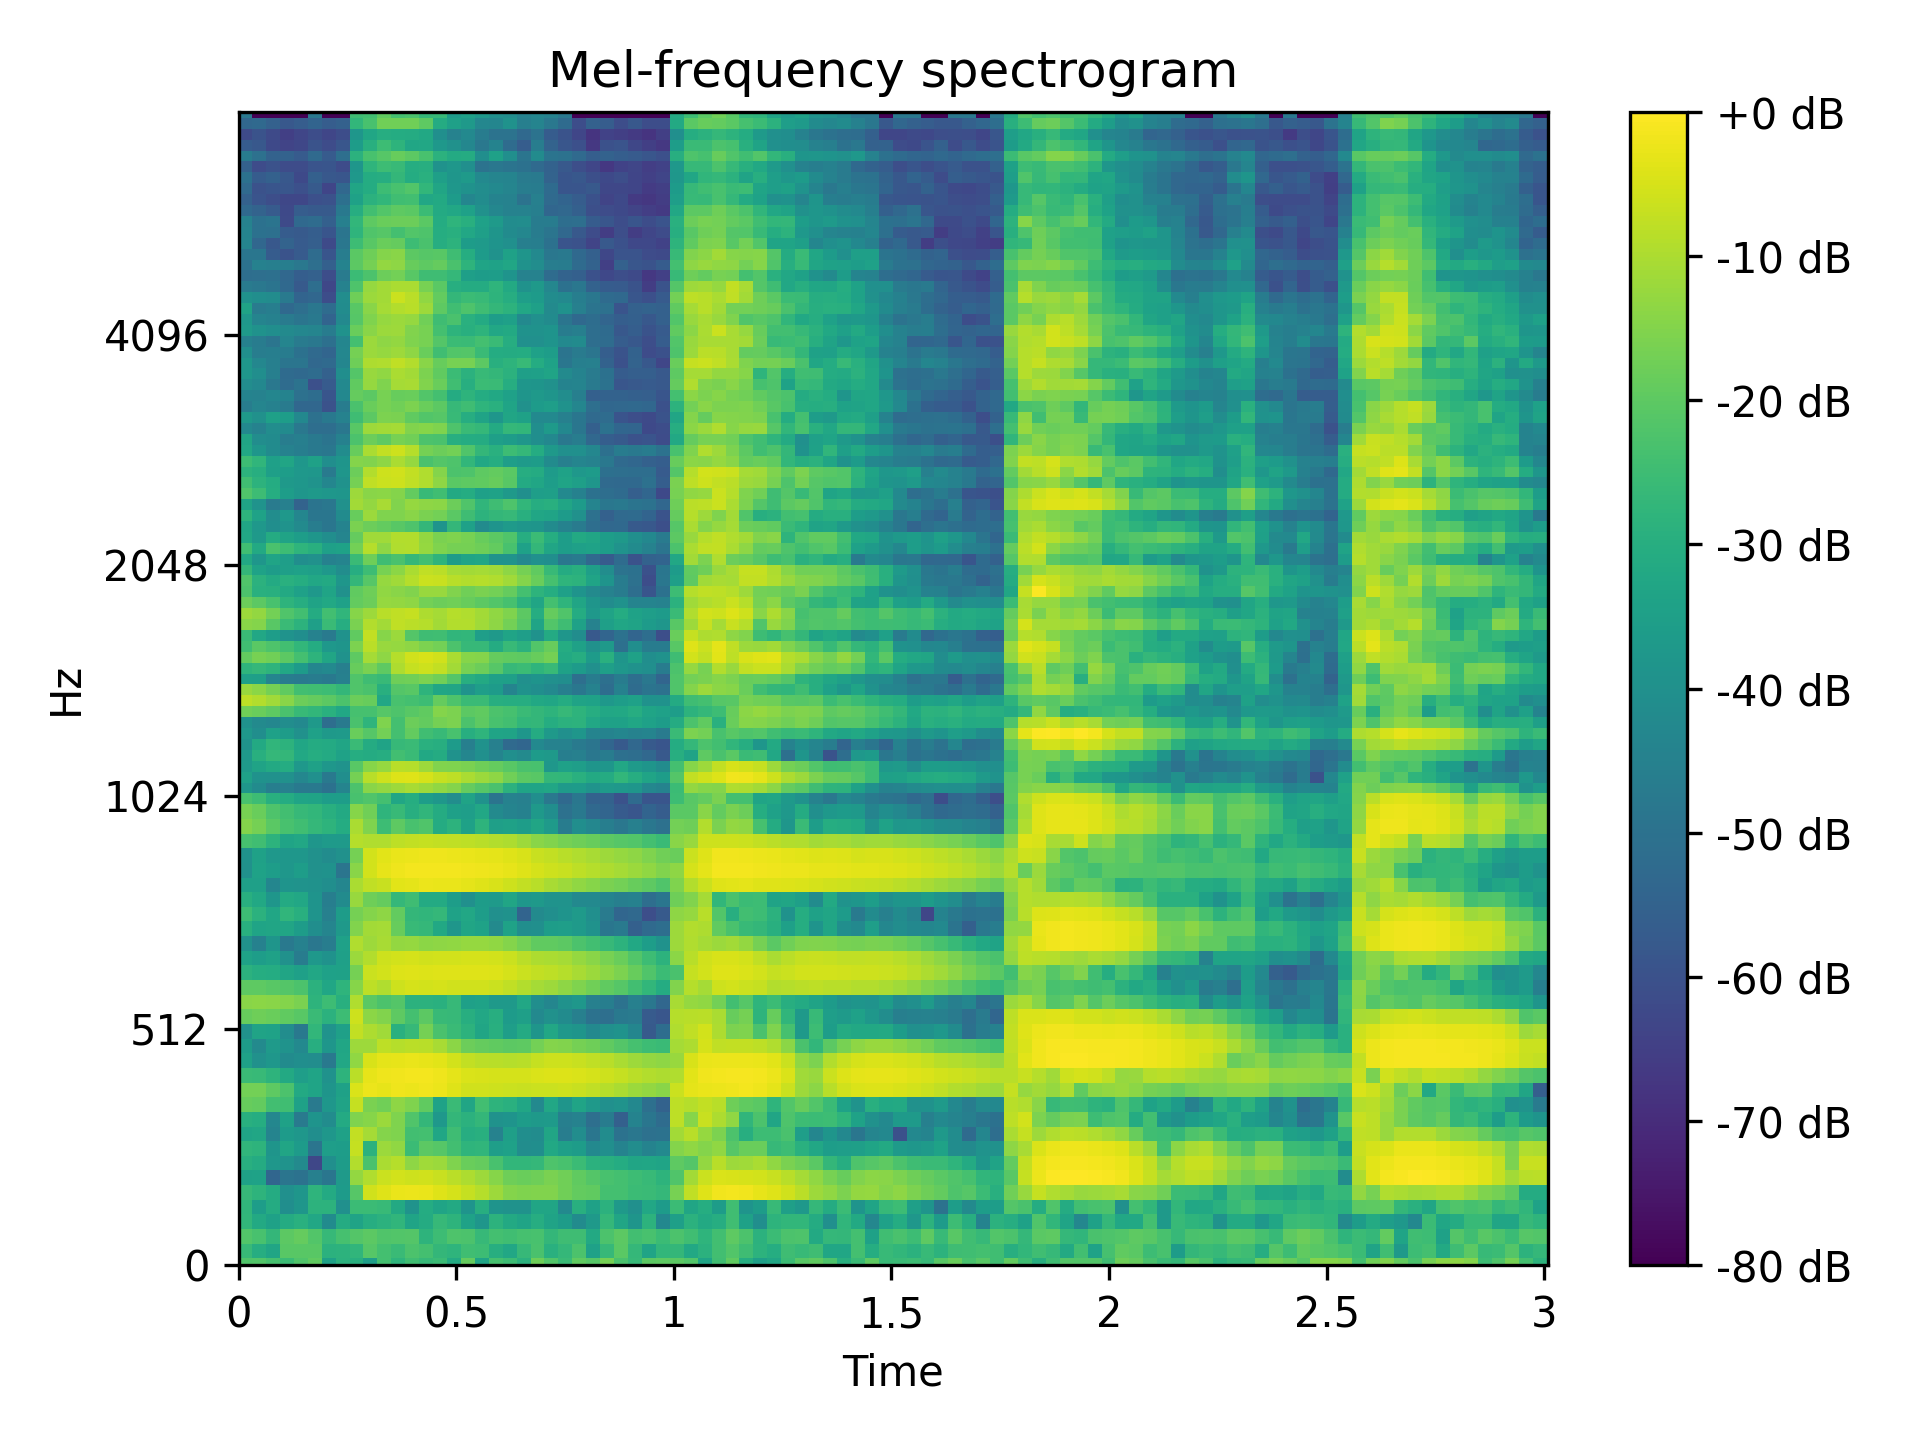 Mel-frequency spectrogram
Hz
4096
2048
1024
512
0
0 0.5 1 1.5 2 2.5 3
Time
+0 dB
-10 dB
-20 dB
-30 dB
-40 dB
-50 dB
-60 dB
-70 dB
-80 dB